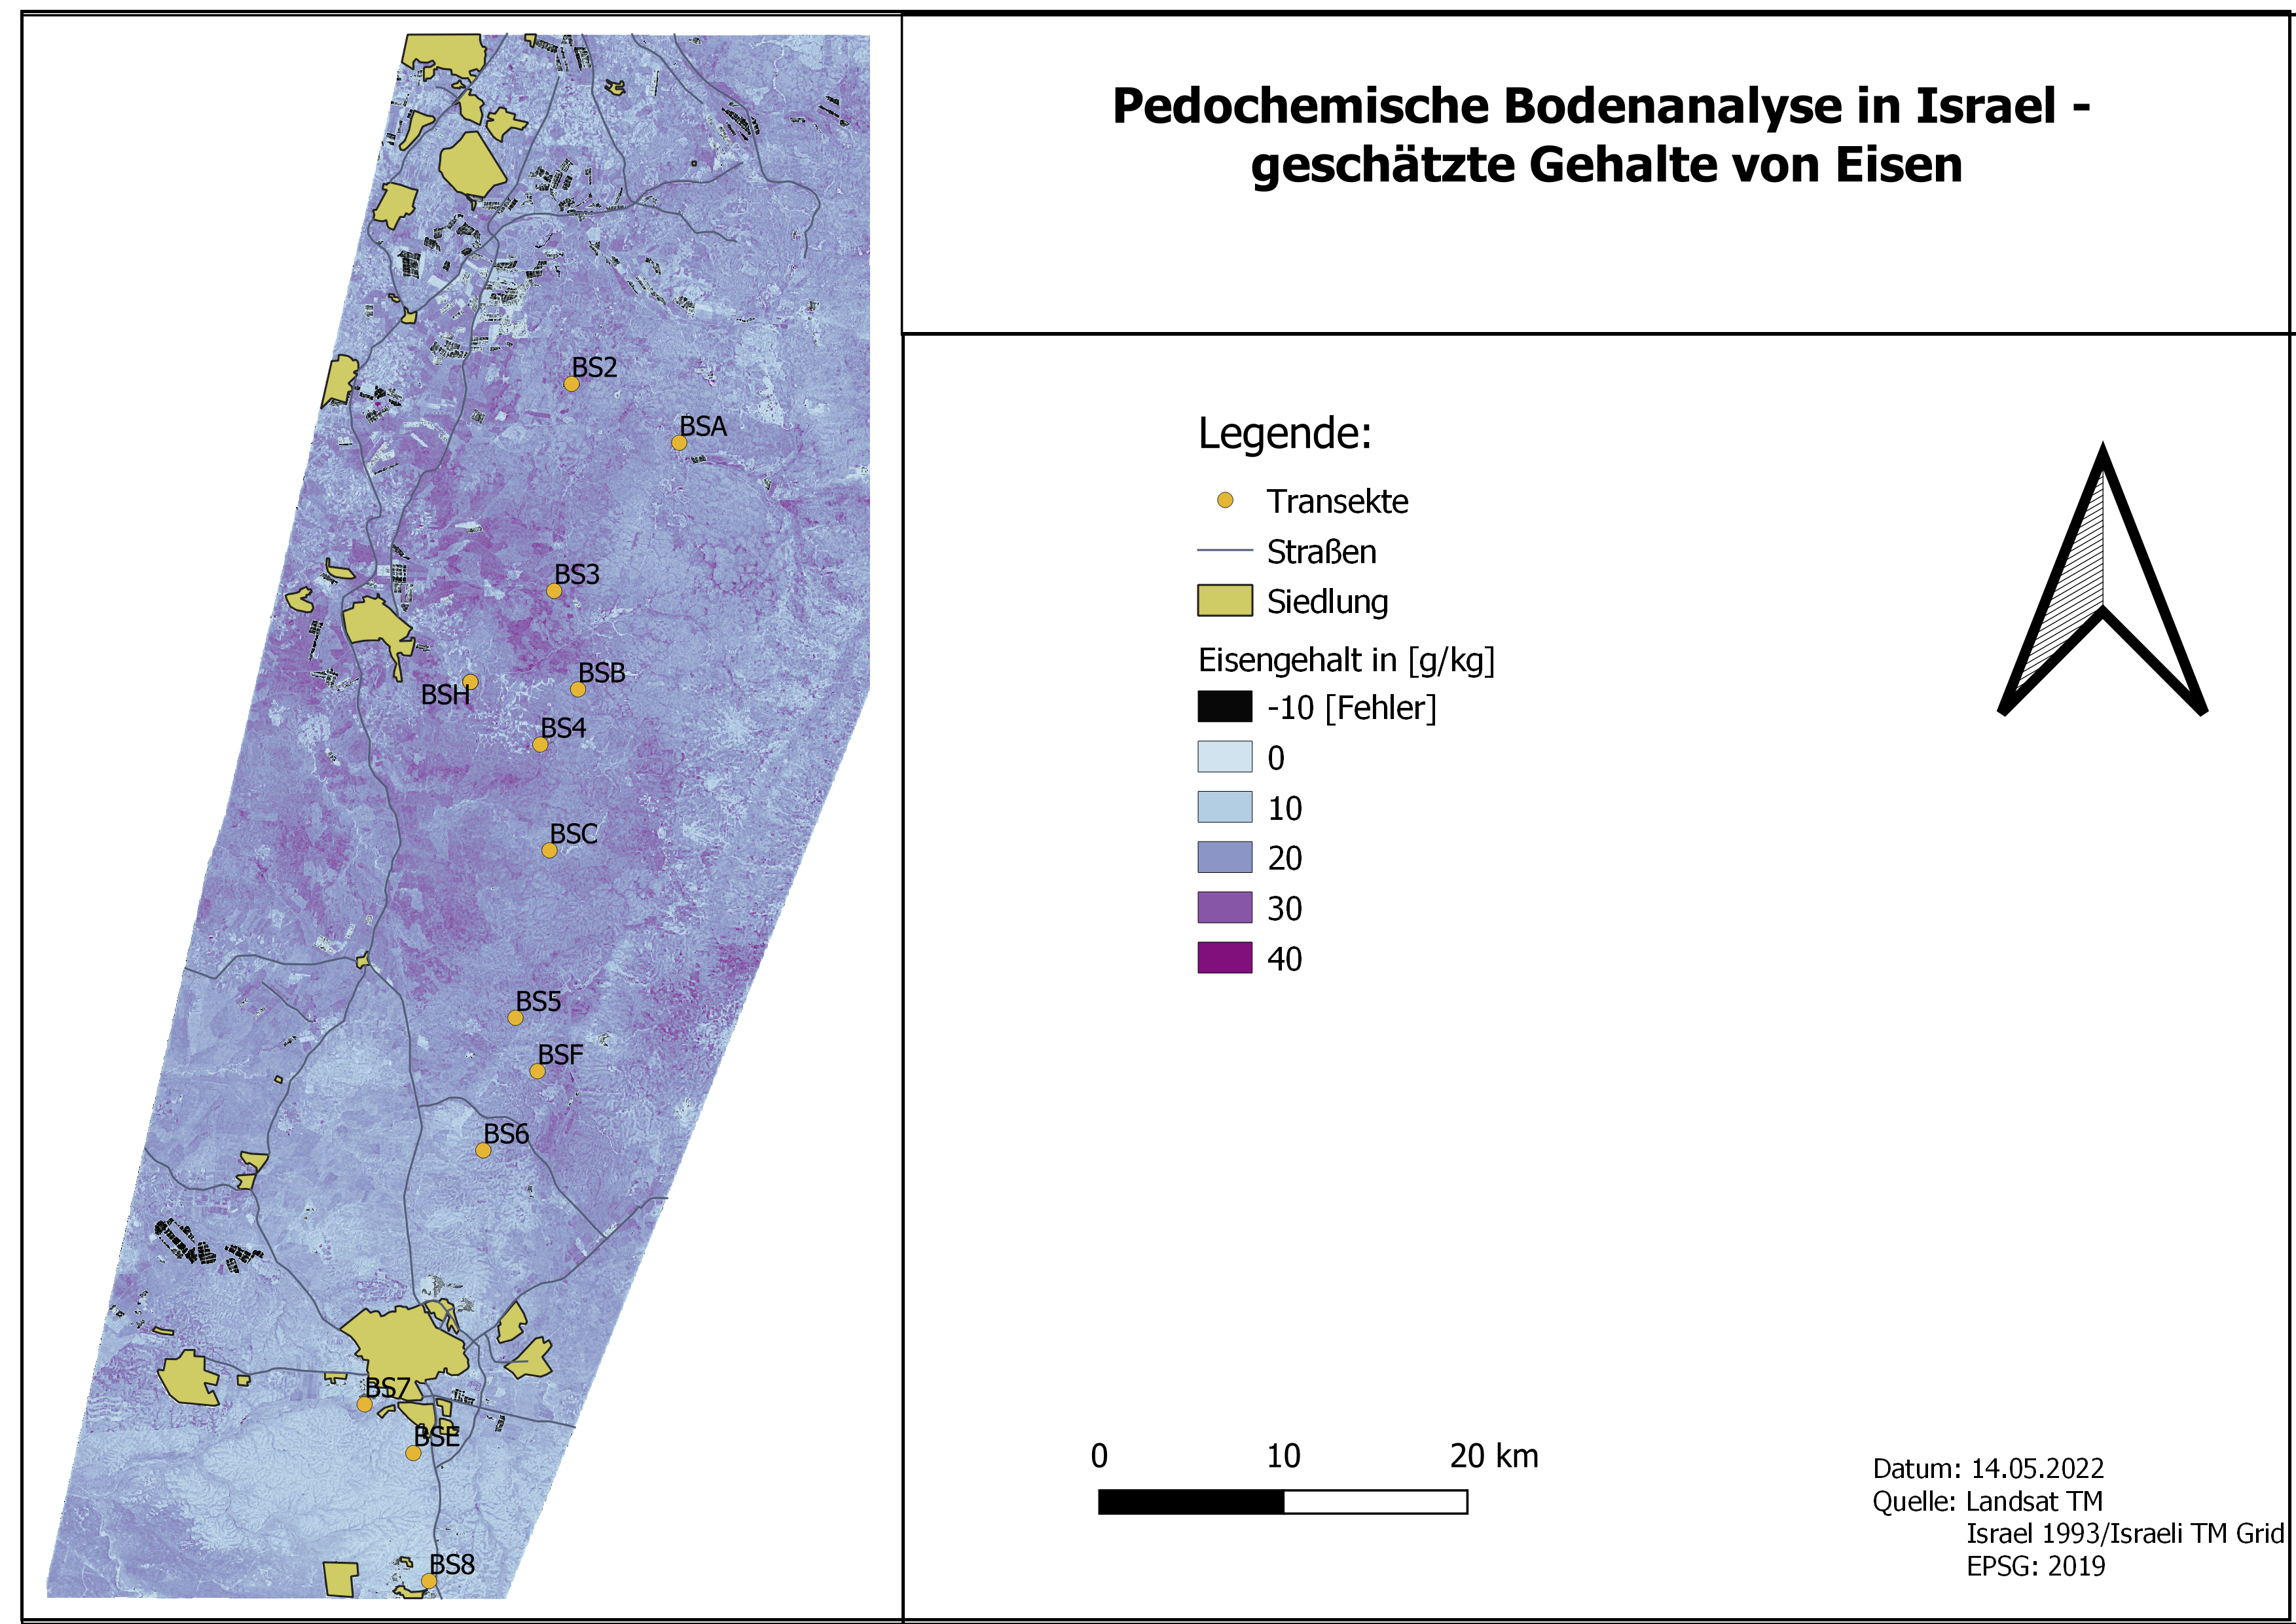 Pedochemische Bodenanalyse in Israel -
geschätzte Gehalte von Eisen
BS2
BSA
BS3
BSB
BSH
BS4
BSC
BS5
BSF
BS6
BS7
BSE
BS8
Legende:
Transekte
Straßen
Siedlung
Eisengehalt in [g/kg]
-10 [Fehler]
0
10
20
30
40
0 10 20 km
Datum: 14.05.2022
Quelle: Landsat TM
Israel 1993/Israeli TM Grid
EPSG: 2019